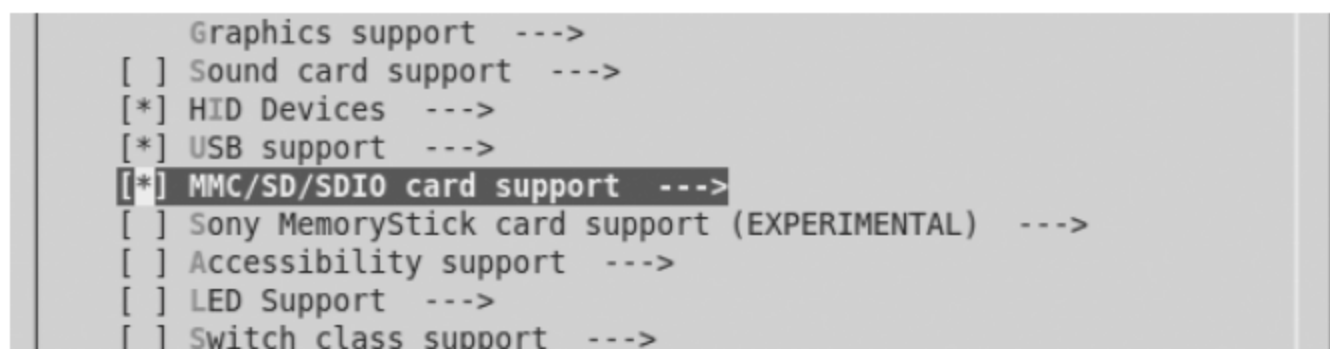 Graphics support  --->
[ ] Sound card support  --->
[*] HID Devices  --->
[*] USB support  --->
[*] MMC/SD/SDIO card support  --->
[ ] Sony MemoryStick card support (EXPERIMENTAL)  --->
[ ] Accessibility support  --->
[ ] LED Support  --->
[ ] Switch class support  --->